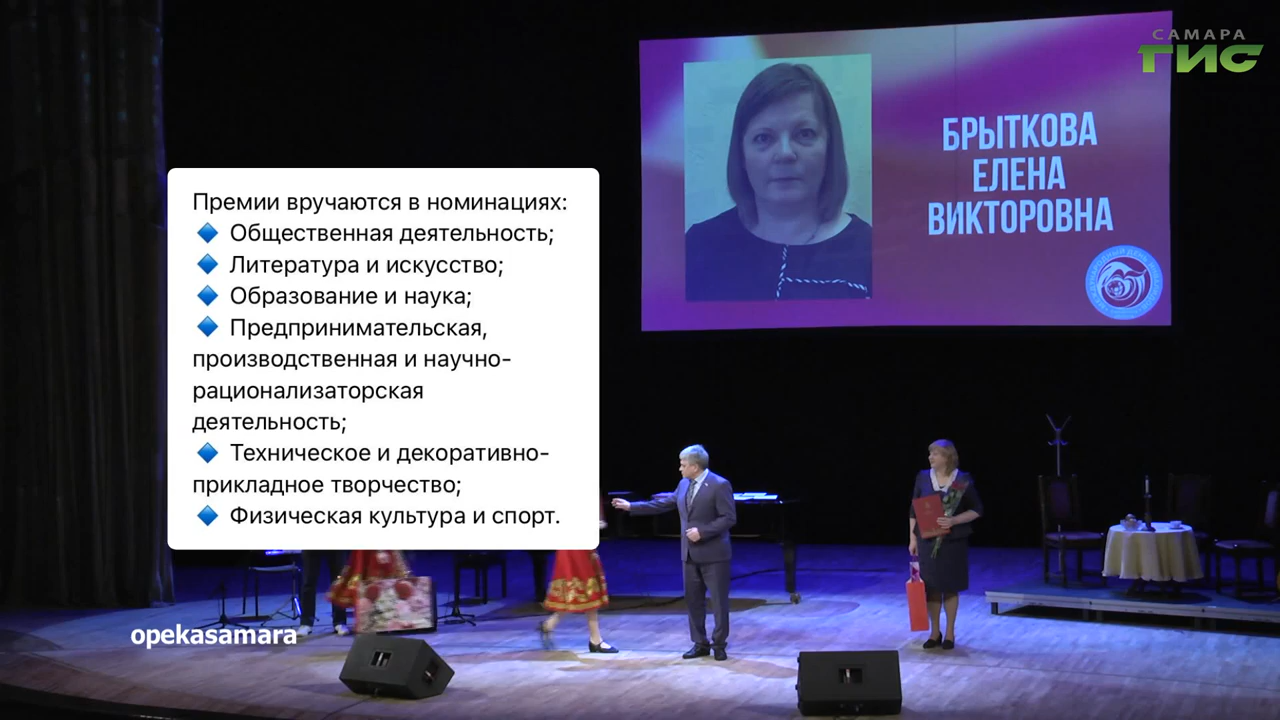 САМАРА
ГИС
БРЫТКОВА
ЕЛЕНА
ВИКТОРОВНА
Премии вручаются в номинациях:
🔷 Общественная деятельность;
🔷 Литература и искусство;
🔷 Образование и наука;
🔷 Предпринимательская,
производственная и научно-
рационализаторская
деятельность;
🔷 Техническое и декоративно-
прикладное творчество;
🔷 Физическая культура и спорт.
opekasamara